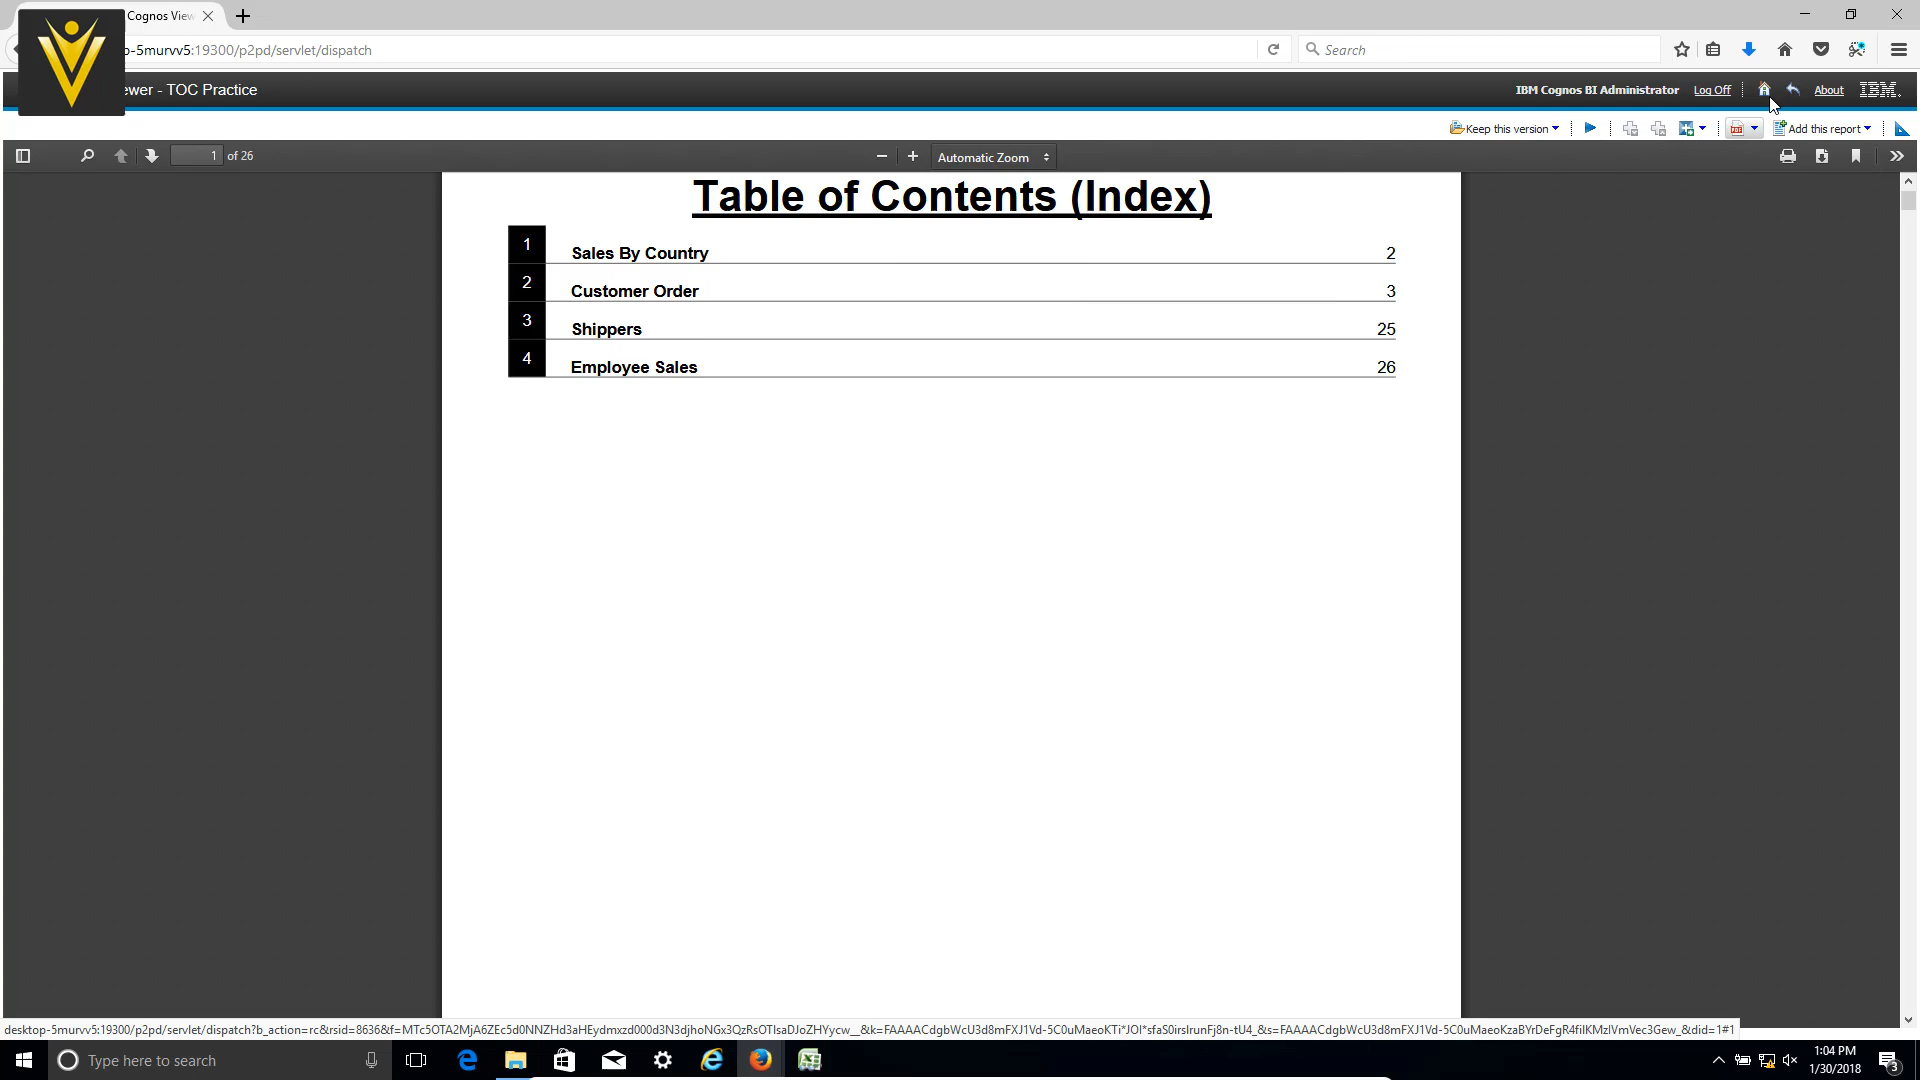 Cognos View
p-5murvv5:19300/p2pd/servlet/dispatch
Search
ewer - TOC Practice
IBM Cognos BI Administrator
Log Off
About
IBM.
Keep this version
Add this report
1 of 26
Automatic Zoom
Table of Contents (Index)
1 Sales By Country 2
2 Customer Order 3
3 Shippers 25
4 Employee Sales 26
Type here to search
1:04 PM
1/30/2018
3